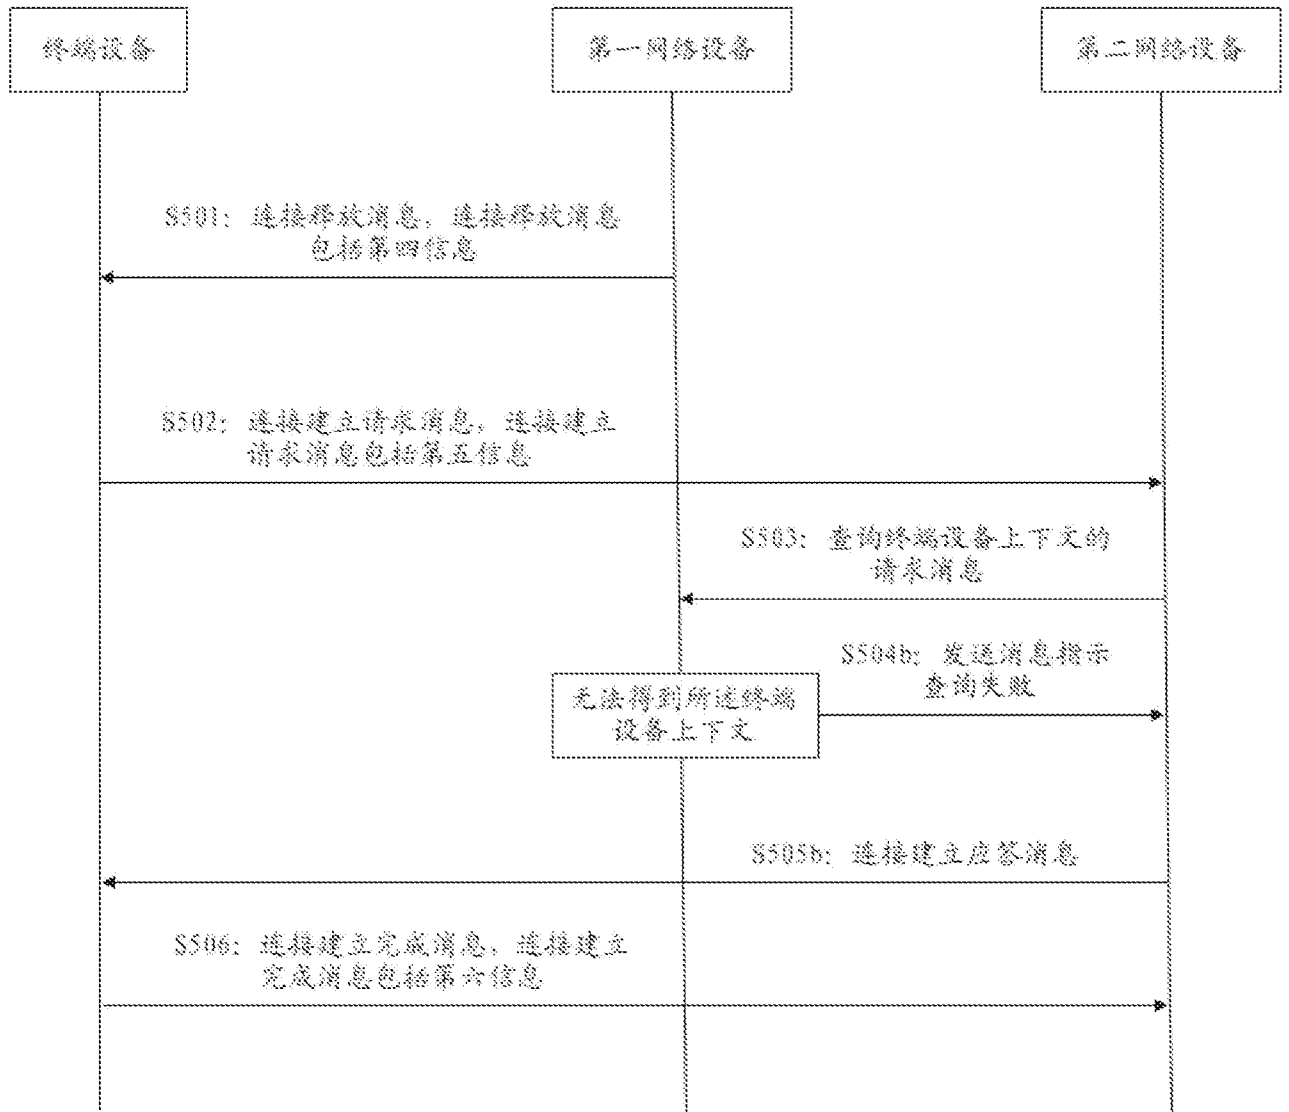 终端设备
第一网络设备
第二网络设备
S501：连接释放消息，连接释放消息
包括第四信息
S502：连接建立请求消息，连接建立
请求消息包括第五信息
S503：查询终端设备上下文的
请求消息
S504b：发送消息指示
查询失败
无法得到所述终端
设备上下文
S505b：连接建立应答消息
S506：连接建立完成消息，连接建立
完成消息包括第六信息